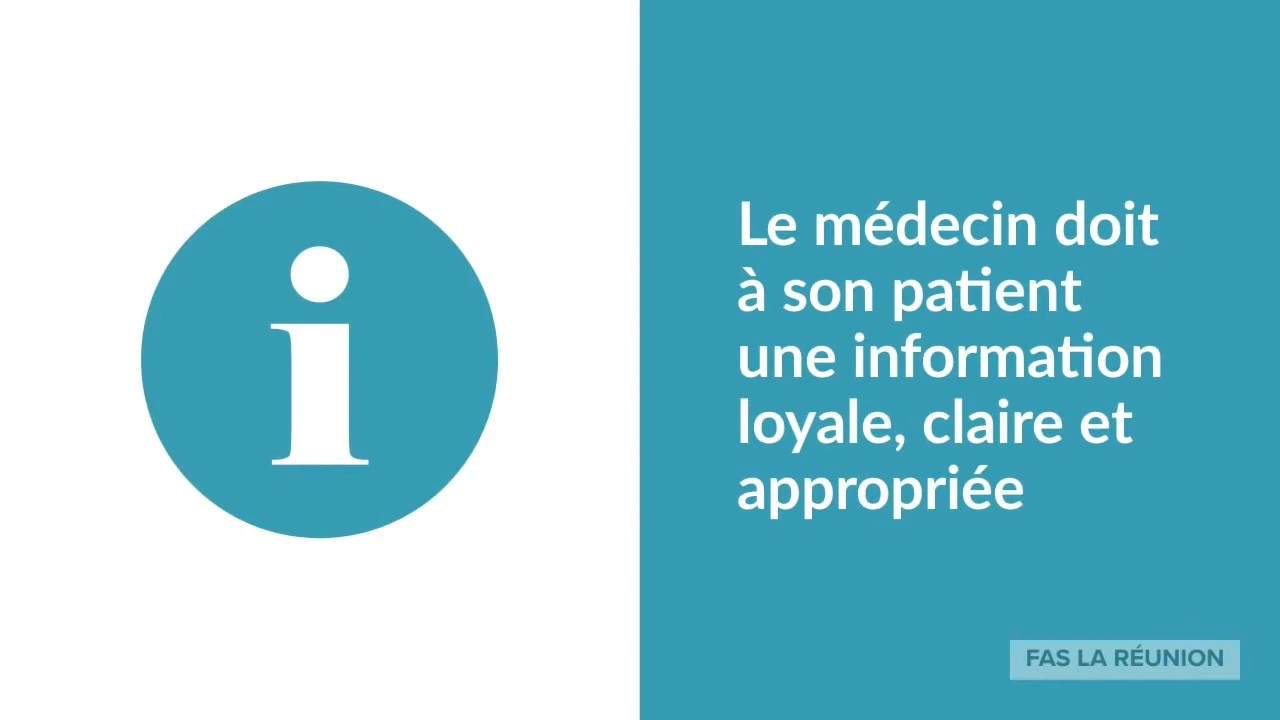 i
Le médecin doit
à son patient
une information
loyale, claire et
appropriée
FAS LA RÉUNION